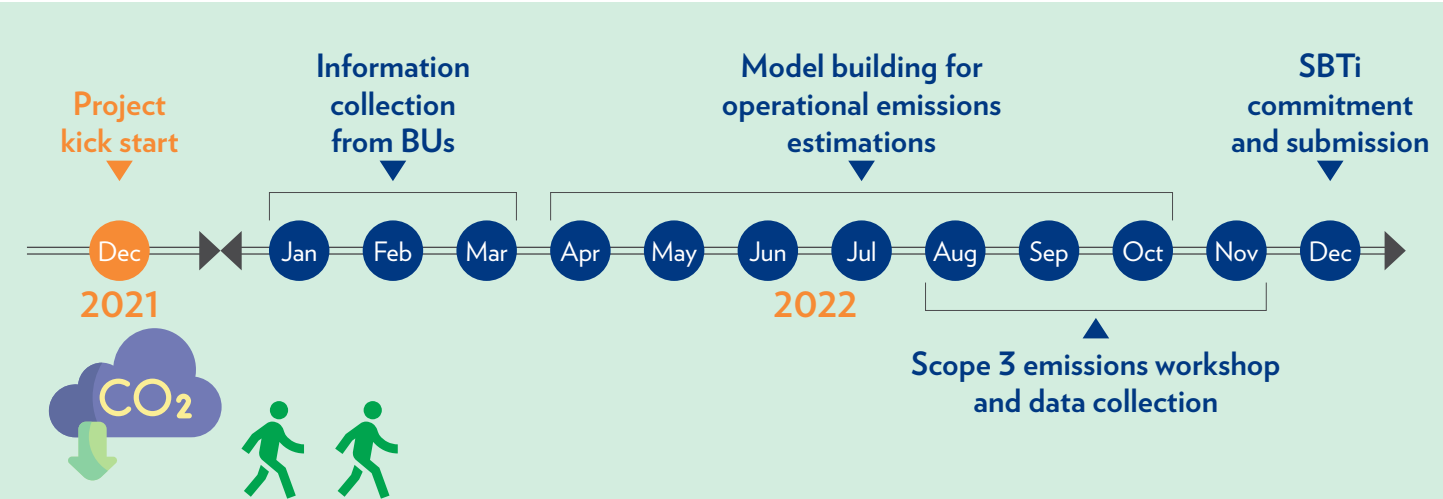 Project
kick start
Information
collection
from BUs
Model building for
operational emissions
estimations
SBTi
commitment
and submission
Dec
Jan
Feb
Mar
Apr
May
Jun
Jul
Aug
Sep
Oct
Nov
Dec
2021
2022
Scope 3 emissions workshop
and data collection
CO2